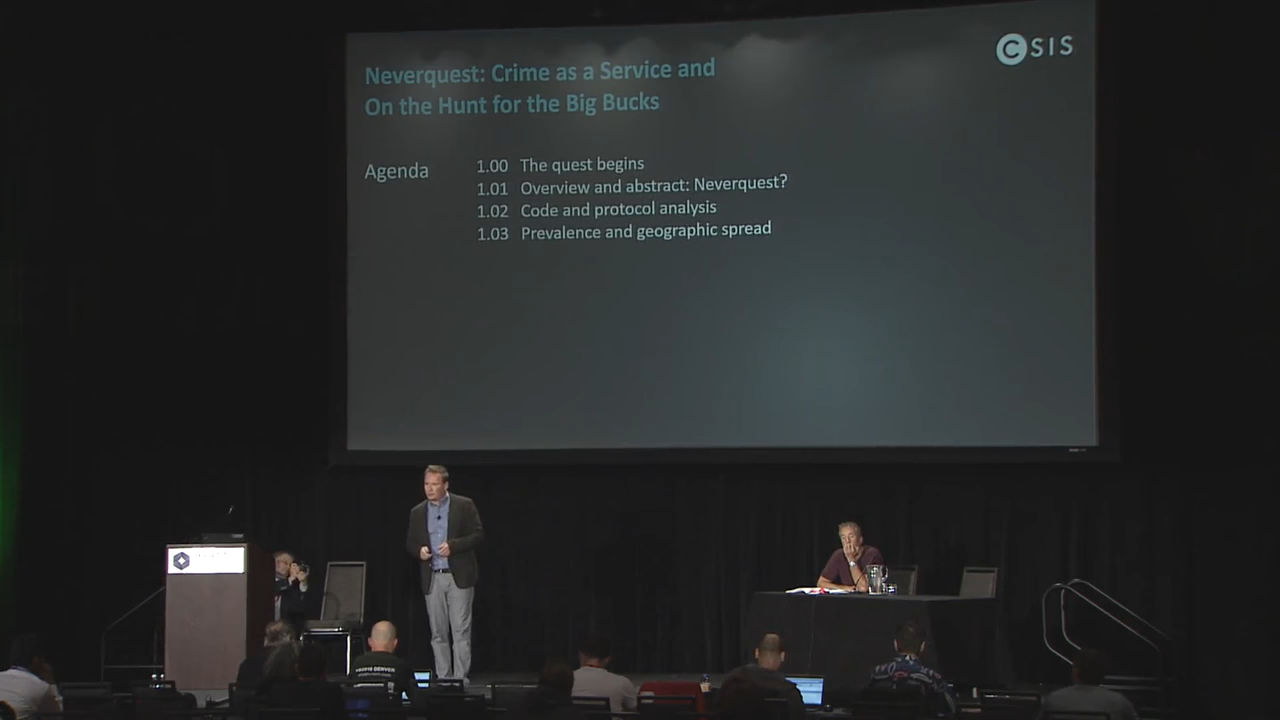 CSIS
Neverquest: Crime as a Service and
On the Hunt for the Big Bucks
Agenda
1.00 The quest begins
1.01 Overview and abstract: Neverquest?
1.02 Code and protocol analysis
1.03 Prevalence and geographic spread
DENVER